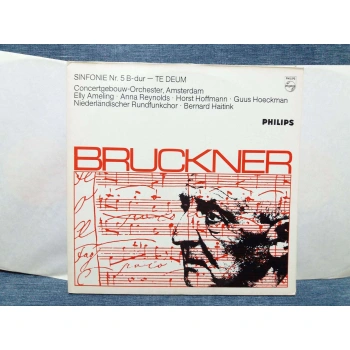 SINFONIE Nr. 5 B-dur — TE DEUM
Concertgebouw-Orchester, Amsterdam
Elly Ameling · Anna Reynolds · Horst Hoffmann · Guus Hoeckman
Niederländischer Rundfunkchor · Bernard Haitink
PHILIPS
BRUCKNER
poco